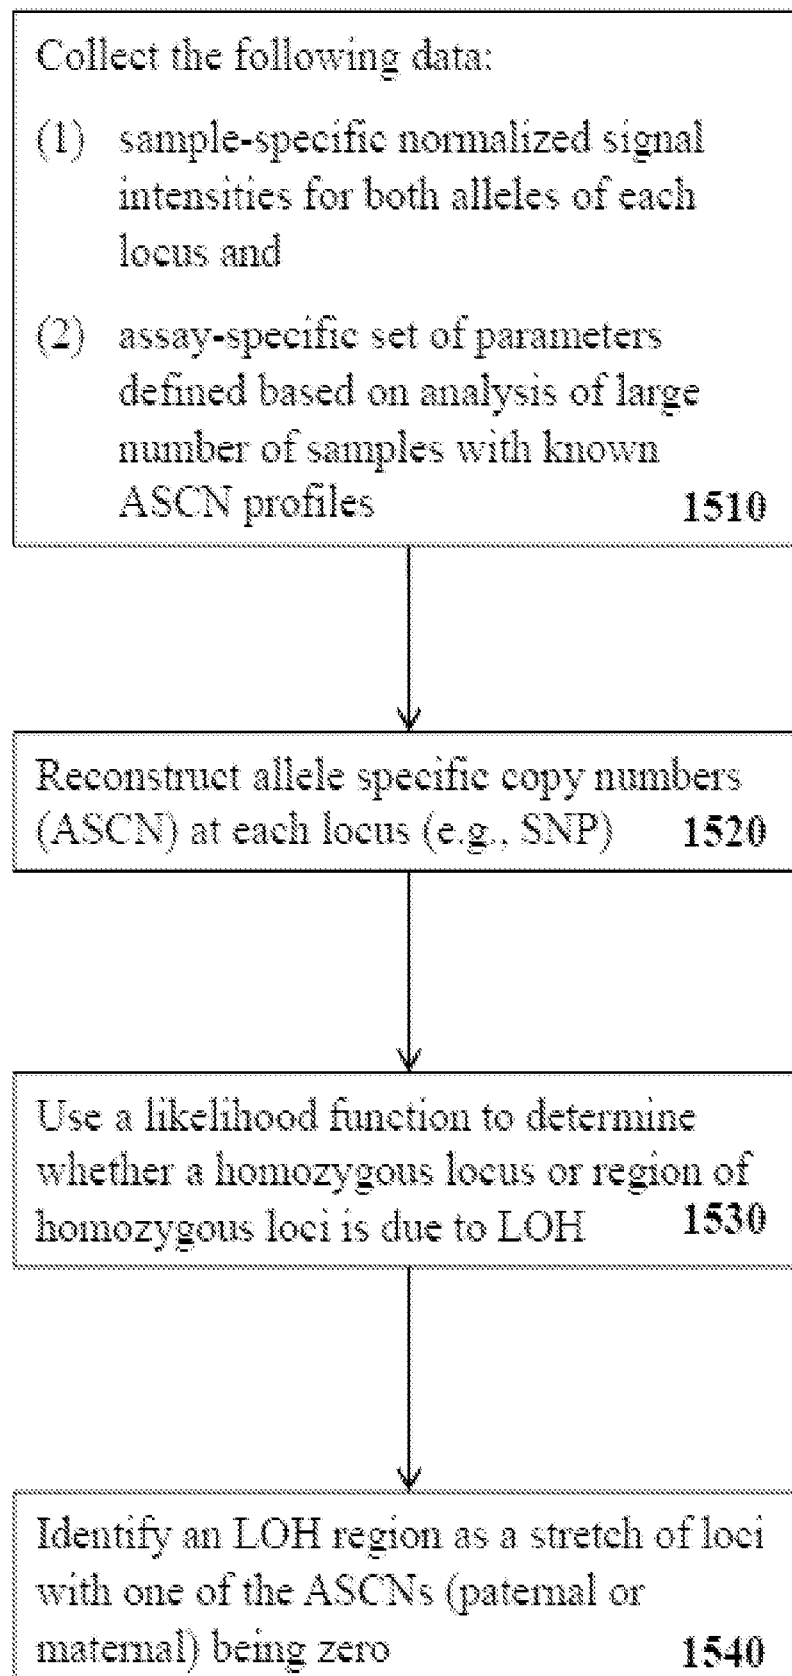 Collect the following data:
(1) sample-specific normalized signal
intensities for both alleles of each
locus and
(2) assay-specific set of parameters
defined based on analysis of large
number of samples with known
ASCN profiles 1510
Reconstruct allele specific copy numbers
(ASCN) at each locus (e.g., SNP) 1520
Use a likelihood function to determine
whether a homozygous locus or region of
homozygous loci is due to LOH 1530
Identify an LOH region as a stretch of loci
with one of the ASCNs (paternal or
maternal) being zero 1540